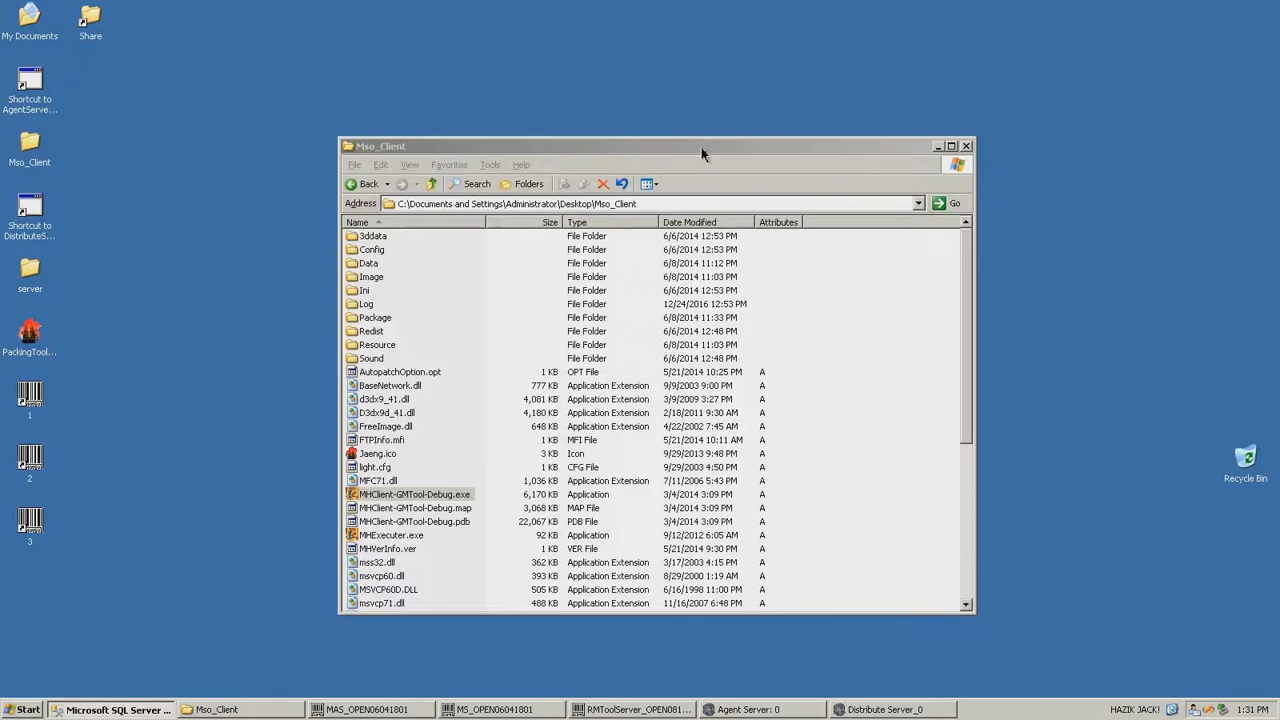 My Documents
Share
Shortcut to
AgentServe...
Mso_Client
Shortcut to
DistributeS...
server
PackingTool...
1
2
3
Recycle Bin
Mso_Client
File Edit View Favorites Tools Help
Back Search Folders
Address C:\Documents and Settings\Administrator\Desktop\Mso_Client Go
Name Size Type Date Modified Attributes
3ddata File Folder 6/6/2014 12:53 PM
Config File Folder 6/6/2014 12:53 PM
Data File Folder 6/8/2014 11:12 PM
Image File Folder 6/8/2014 11:03 PM
Ini File Folder 6/6/2014 12:53 PM
Log File Folder 12/24/2016 12:53 PM
Package File Folder 6/8/2014 11:33 PM
Redist File Folder 6/6/2014 12:48 PM
Resource File Folder 6/8/2014 11:03 PM
Sound File Folder 6/6/2014 12:48 PM
AutopatchOption.opt 1 KB OPT File 5/21/2014 10:25 PM A
BaseNetwork.dll 777 KB Application Extension 9/9/2003 9:00 PM A
d3dx9_41.dll 4,081 KB Application Extension 3/9/2009 3:27 PM A
D3dx9d_41.dll 4,180 KB Application Extension 2/18/2011 9:30 AM A
FreeImage.dll 648 KB Application Extension 4/22/2002 7:45 AM A
FTPInfo.mfi 1 KB MFI File 5/21/2014 10:11 AM A
Jaeng.ico 3 KB Icon 9/29/2013 9:48 PM A
light.cfg 1 KB CFG File 9/29/2003 4:50 PM A
MFC71.dll 1,036 KB Application Extension 7/11/2006 5:43 PM A
MHClient-GMTool-Debug.exe 6,170 KB Application 3/4/2014 3:09 PM A
MHClient-GMTool-Debug.map 3,068 KB MAP File 3/4/2014 3:09 PM A
MHClient-GMTool-Debug.pdb 22,067 KB PDB File 3/4/2014 3:09 PM A
MHExecuter.exe 92 KB Application 9/12/2012 6:05 AM A
MHVerInfo.ver 1 KB VER File 5/21/2014 9:30 PM A
mss32.dll 362 KB Application Extension 3/17/2003 4:15 PM A
msvcp60.dll 393 KB Application Extension 8/29/2000 1:19 AM A
MSVCP60D.DLL 505 KB Application Extension 6/16/1998 11:00 PM A
msvcp71.dll 488 KB Application Extension 11/16/2007 6:48 PM A
Start Microsoft SQL Server ... Mso_Client MAS_OPEN06041801 MS_OPEN06041801 RMToolServer_OPEN081... Agent Server: 0 Distribute Server_0 HAZIK JACK! 1:31 PM